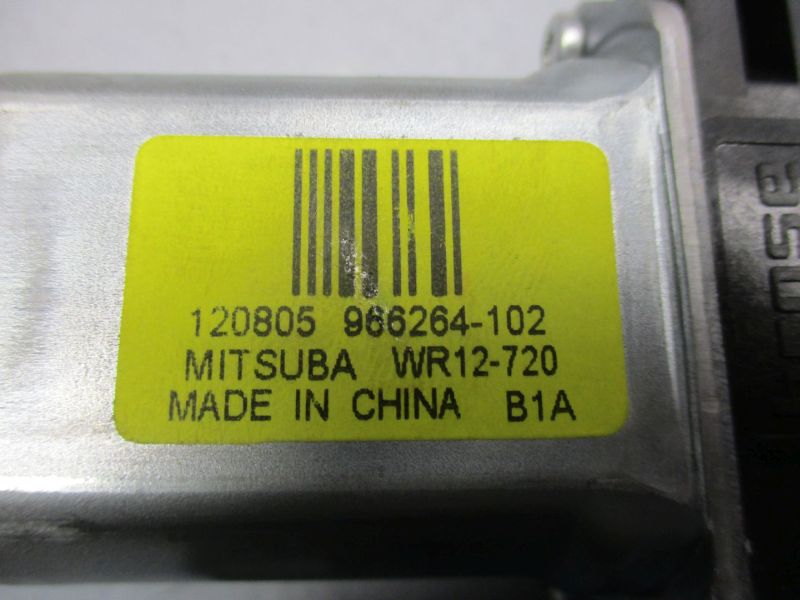 120805 966264-102
MITSUBA WR12-720
MADE IN CHINA B1A